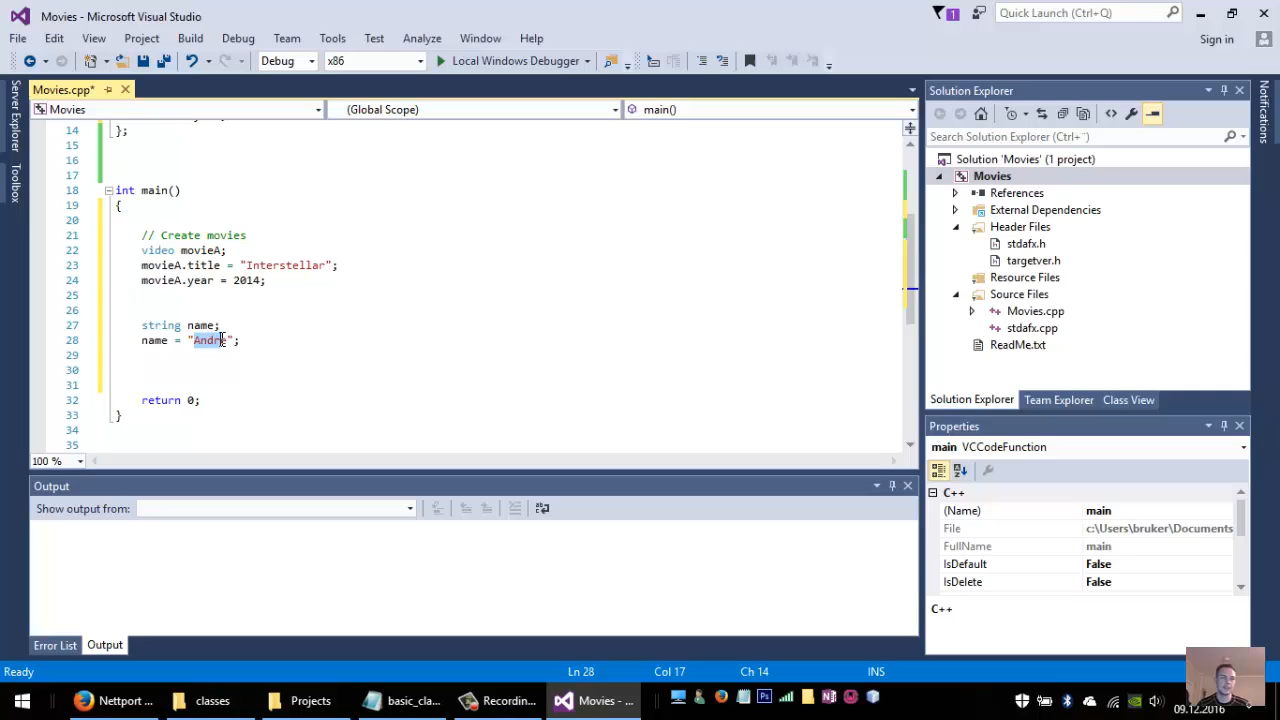 Movies - Microsoft Visual Studio
1
Quick Launch (Ctrl+Q)
File Edit View Project Build Debug Team Tools Test Analyze Window Help
Sign in
Debug
x86
Local Windows Debugger
Server Explorer
Toolbox
Notifications
Movies.cpp*
Movies
(Global Scope)
main()
14 };
15
16
17
18 int main()
19 {
20
21 // Create movies
22 video movieA;
23 movieA.title = "Interstellar";
24 movieA.year = 2014;
25
26
27 string name;
28 name = "Andre";
29
30
31
32 return 0;
33 }
34
35
100 %
Output
Show output from:
Error List Output
Solution Explorer
Search Solution Explorer (Ctrl+¨)
Solution 'Movies' (1 project)
Movies
References
External Dependencies
Header Files
stdafx.h
targetver.h
Resource Files
Source Files
Movies.cpp
stdafx.cpp
ReadMe.txt
Solution Explorer Team Explorer Class View
Properties
main VCCodeFunction
C++
(Name) main
File c:\Users\bruker\Documents
FullName main
IsDefault False
IsDelete False
C++
Ready
Ln 28
Col 17
Ch 14
INS
Nettport ...
classes
Projects
basic_cla...
Recording...
Movies - ...
09.12.2016